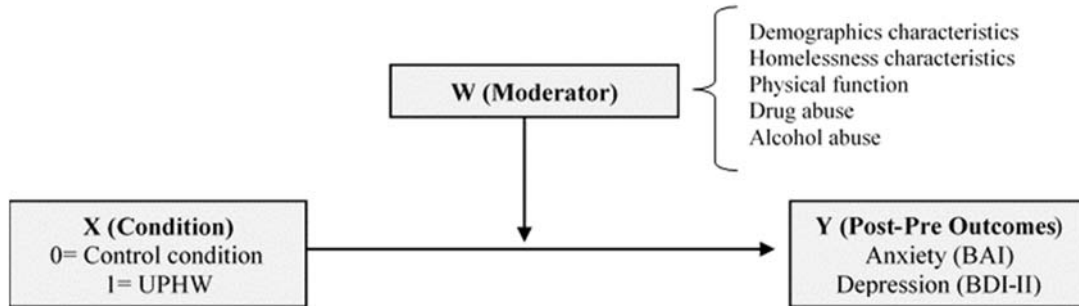 Demographics characteristics
Homelessness characteristics
Physical function
Drug abuse
Alcohol abuse
W (Moderator)
X (Condition)
0= Control condition
1= UPHW
Y (Post-Pre Outcomes)
Anxiety (BAI)
Depression (BDI-II)